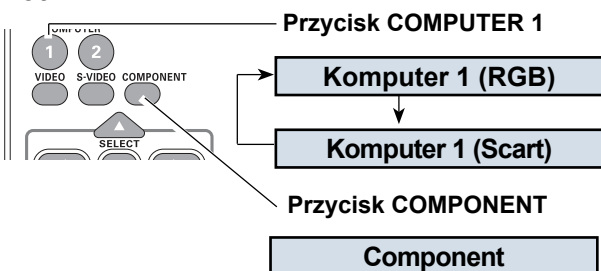 COMPUTER
Przycisk COMPUTER 1
1 2
VIDEO S-VIDEO COMPONENT
Komputer 1 (RGB)
SELECT
Komputer 1 (Scart)
Przycisk COMPONENT
Component